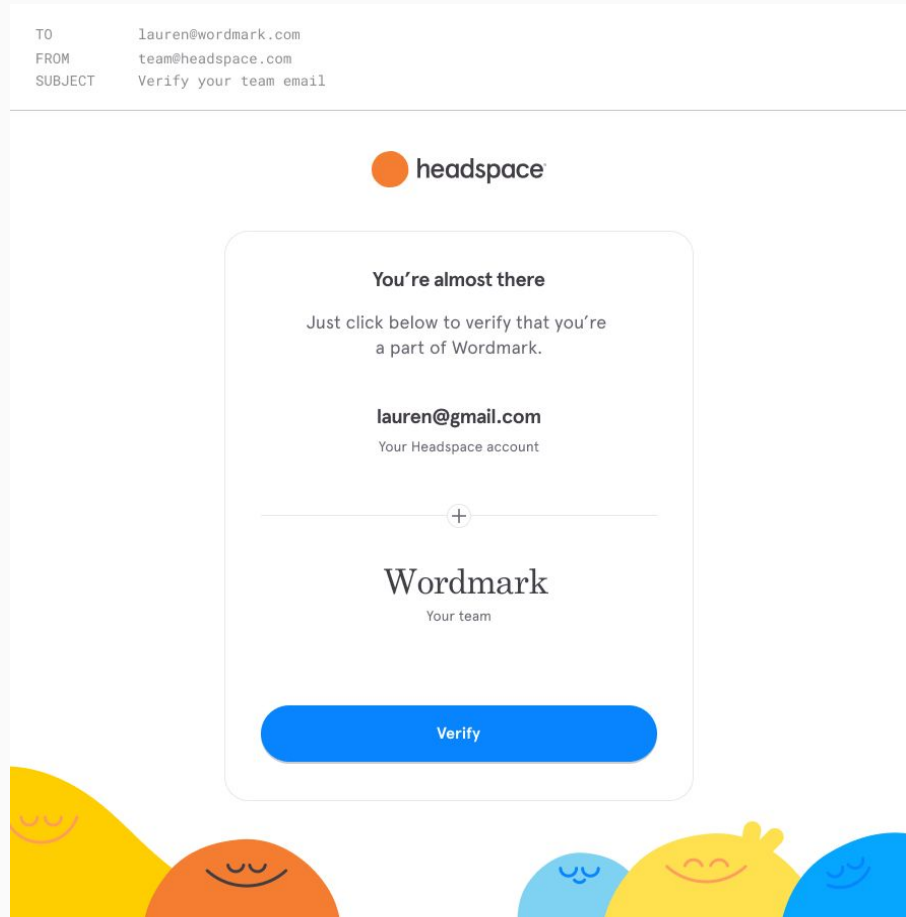 TO lauren@wordmark.com
FROM team@headspace.com
SUBJECT Verify your team email
headspace
You're almost there
Just click below to verify that you're
a part of Wordmark.
lauren@gmail.com
Your Headspace account
Wordmark
Your team
Verify